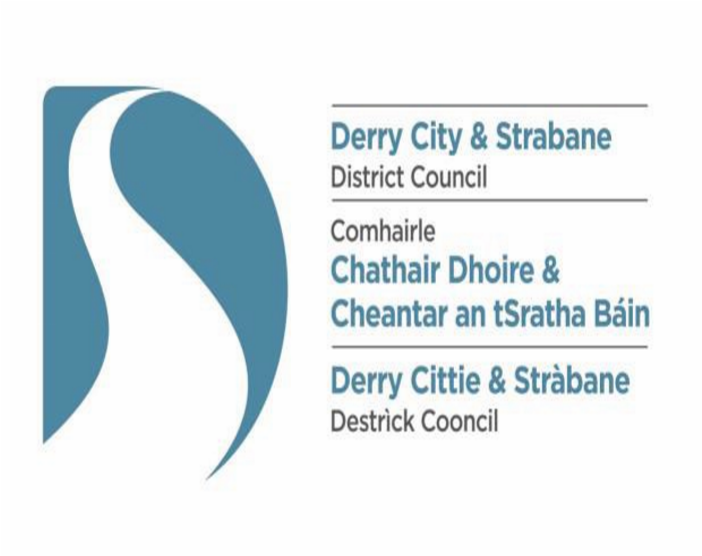 Derry City & Strabane
District Council
Comhairle
Chathair Dhoire &
Cheantar an tSratha Báin
Derry Cittie & Stràbane
Destrìck Cooncil